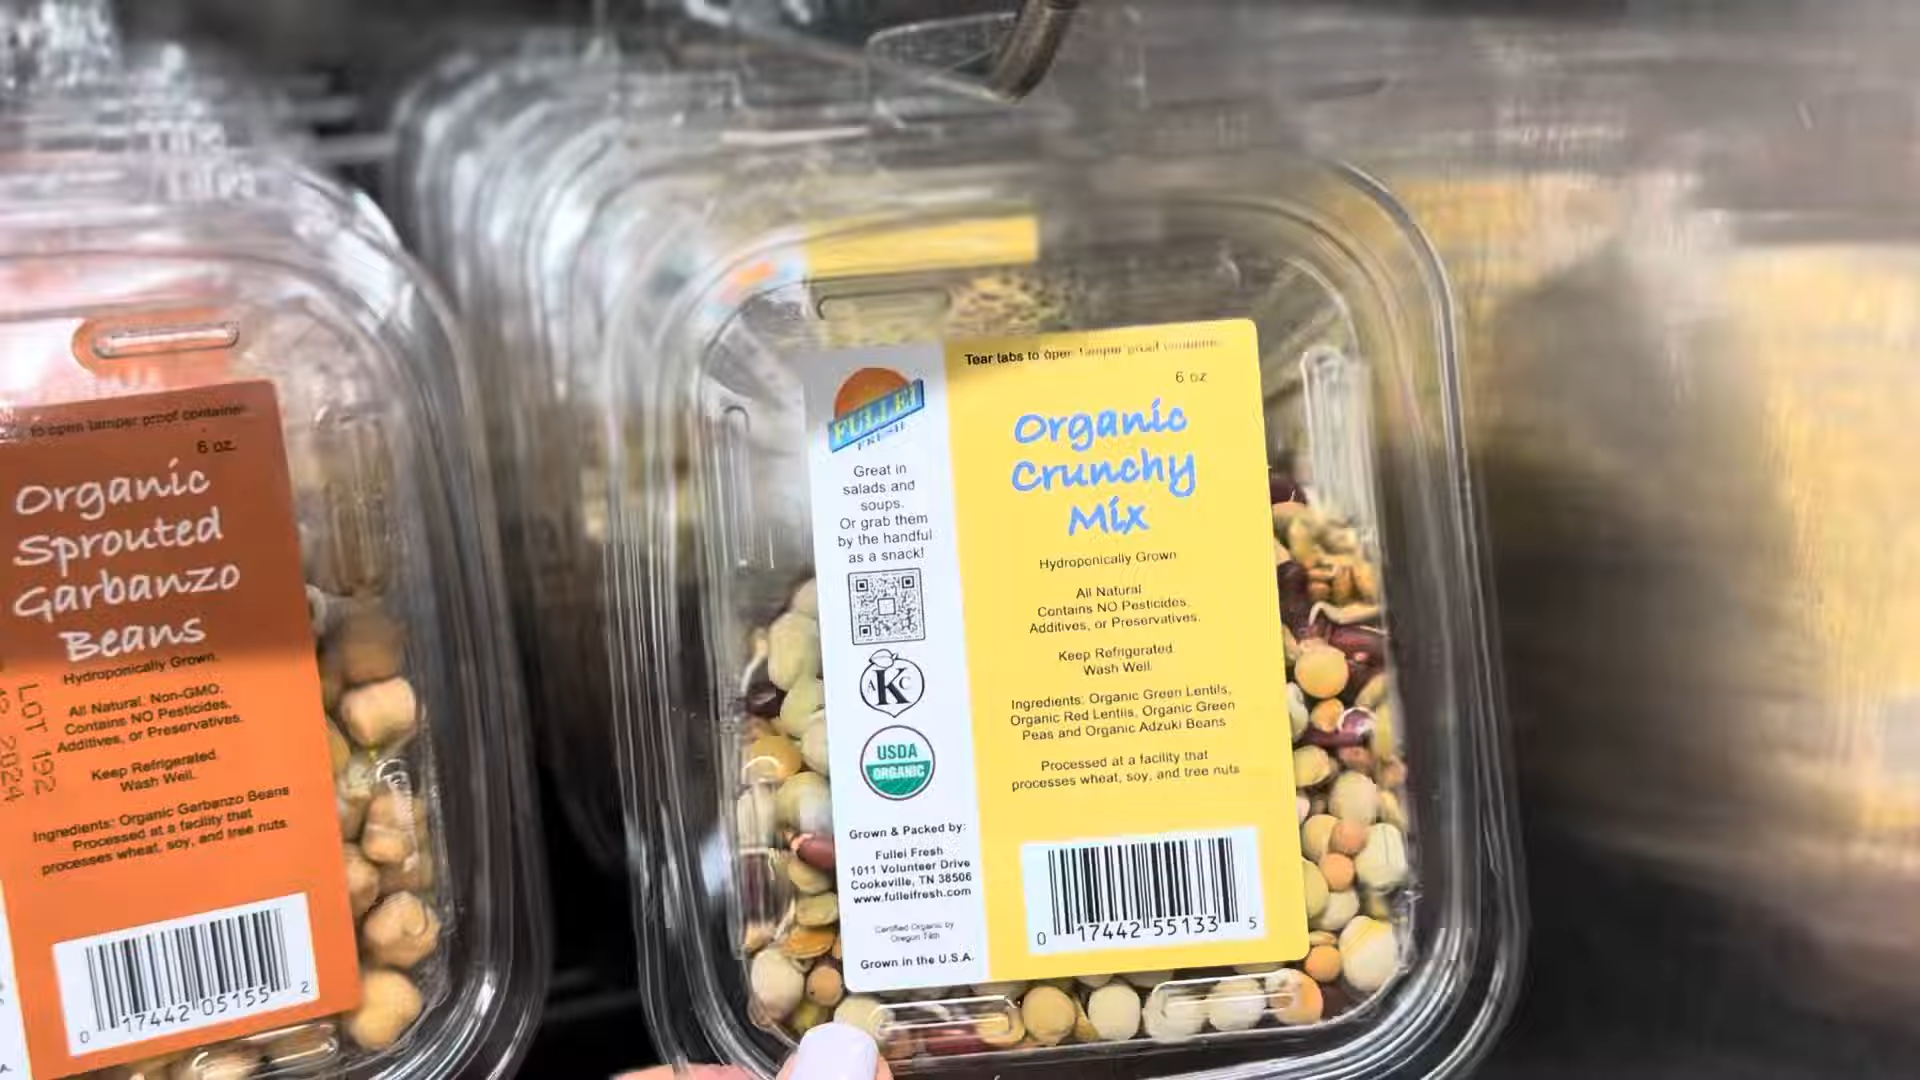 to open tamper proof container
6 oz.
Organic
Sprouted
Garbanzo
Beans
Hydroponically Grown.
All Natural. Non-GMO.
Contains NO Pesticides,
Additives, or Preservatives.
Keep Refrigerated.
Wash Well.
Ingredients: Organic Garbanzo Beans
Processed at a facility that
processes wheat, soy, and tree nuts
LOT 192
2024
0 17442 05155 2
FULLEI
FRESH
Great in
salads and
soups.
Or grab them
by the handful
as a snack!
AKC
USDA
ORGANIC
Grown & Packed by:
Fullei Fresh
1011 Volunteer Drive
Cookeville, TN 38506
www.fulleifresh.com
Certified Organic by
Oregon Tilth
Grown in the U.S.A.
Tear tabs to open tamper proof container
6 oz
Organic
Crunchy
Mix
Hydroponically Grown
All Natural
Contains NO Pesticides,
Additives, or Preservatives.
Keep Refrigerated.
Wash Well.
Ingredients: Organic Green Lentils,
Organic Red Lentils, Organic Green
Peas and Organic Adzuki Beans
Processed at a facility that
processes wheat, soy, and tree nuts
0 17442 55133 5